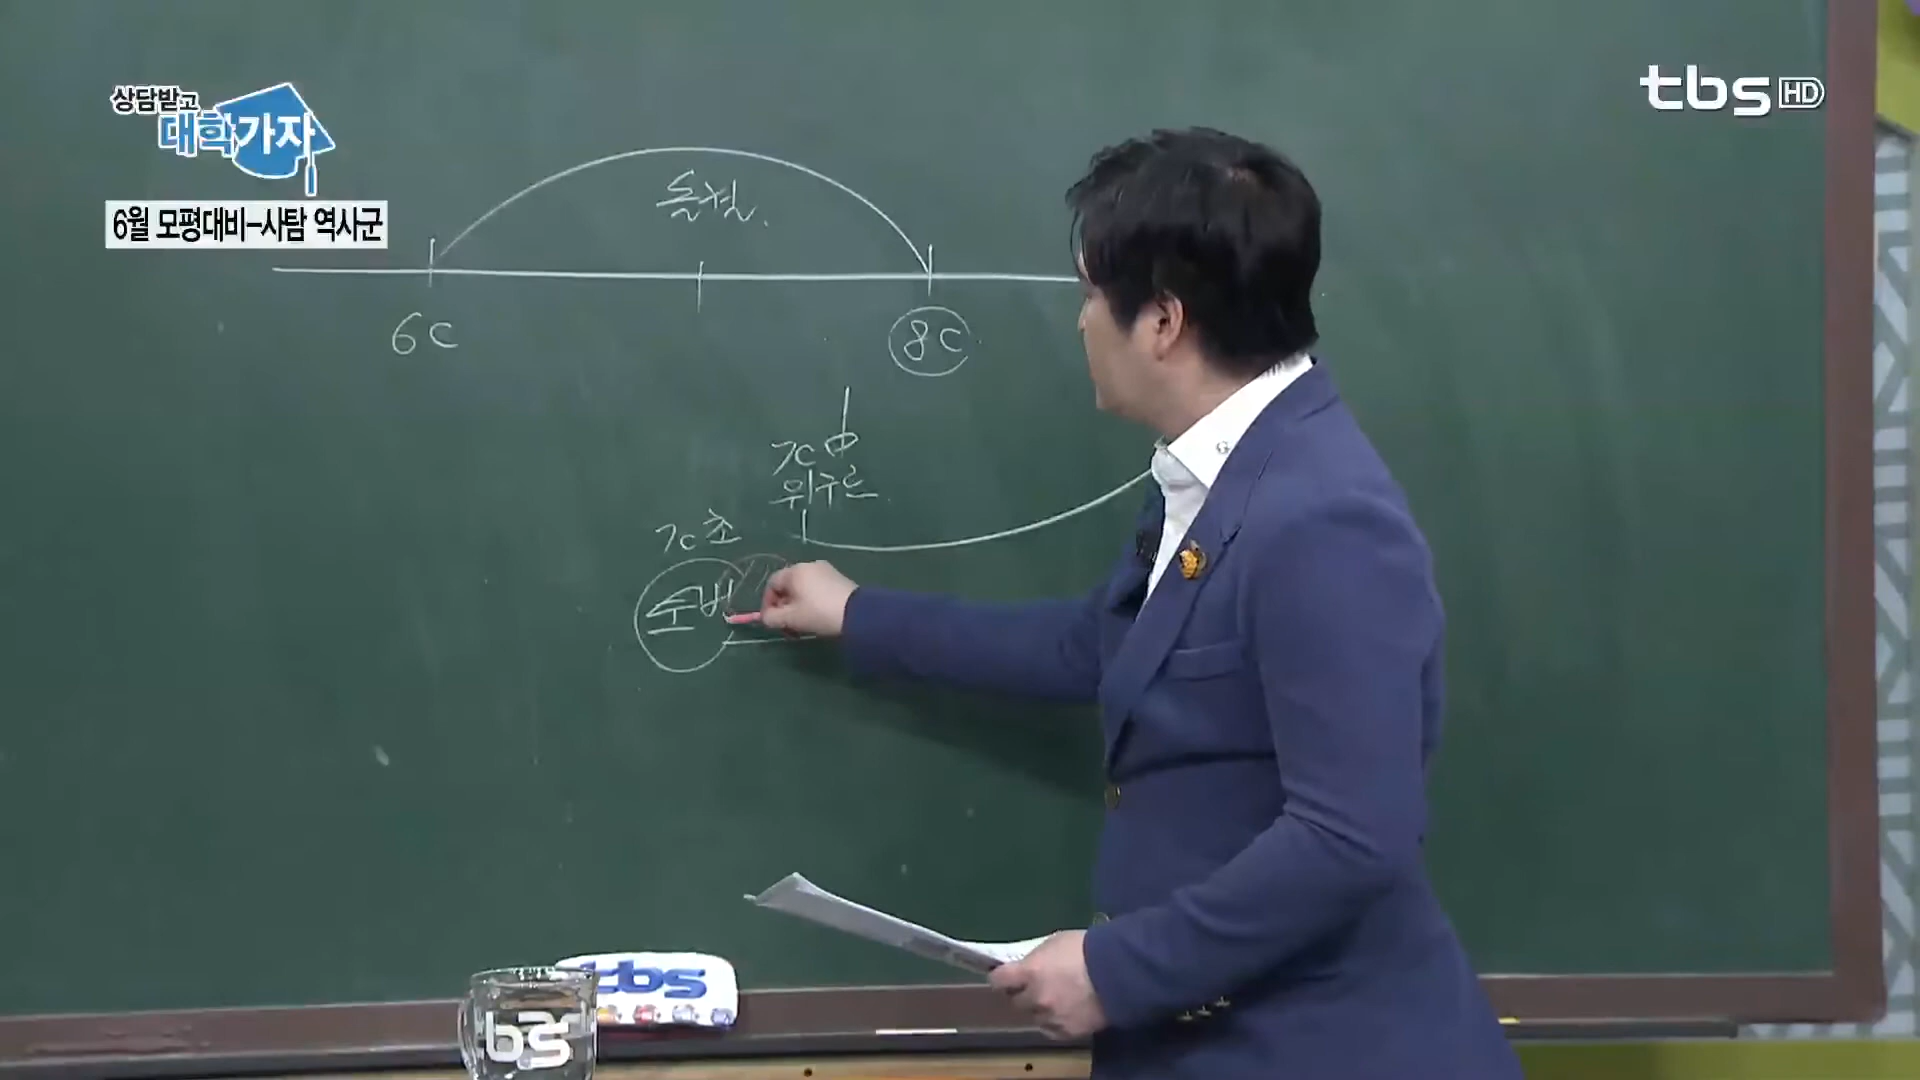 상담받고
대학가자
6월 모평대비-사탐 역사군
tbs HD
돌궐.
6C 8C
7C 中
위구르
7C 초
수
tbs